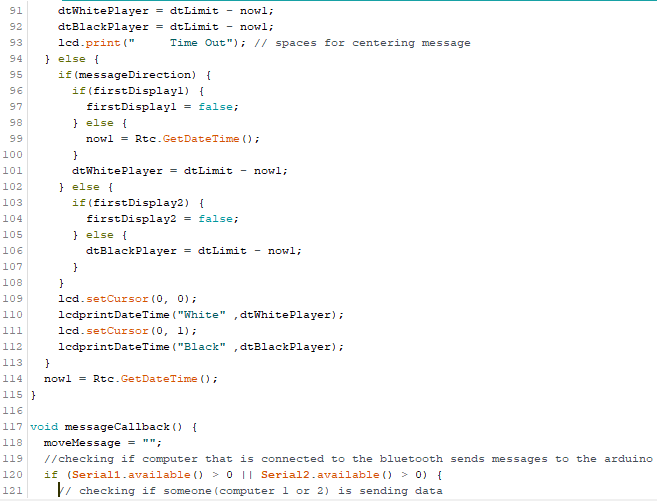 91 dtWhitePlayer = dtLimit - now1;
92 dtBlackPlayer = dtLimit - now1;
93 lcd.print("     Time Out"); // spaces for centering message
94 } else {
95 if(messageDirection) {
96 if(firstDisplay1) {
97 firstDisplay1 = false;
98 } else {
99 now1 = Rtc.GetDateTime();
100 }
101 dtWhitePlayer = dtLimit - now1;
102 } else {
103 if(firstDisplay2) {
104 firstDisplay2 = false;
105 } else {
106 dtBlackPlayer = dtLimit - now1;
107 }
108 }
109 lcd.setCursor(0, 0);
110 lcdprintDateTime("White" ,dtWhitePlayer);
111 lcd.setCursor(0, 1);
112 lcdprintDateTime("Black" ,dtBlackPlayer);
113 }
114 now1 = Rtc.GetDateTime();
115 }
116
117 void messageCallback() {
118 moveMessage = "";
119 //checking if computer that is connected to the bluetooth sends messages to the arduino
120 if (Serial1.available() > 0 || Serial2.available() > 0) {
121 // checking if someone(computer 1 or 2) is sending data